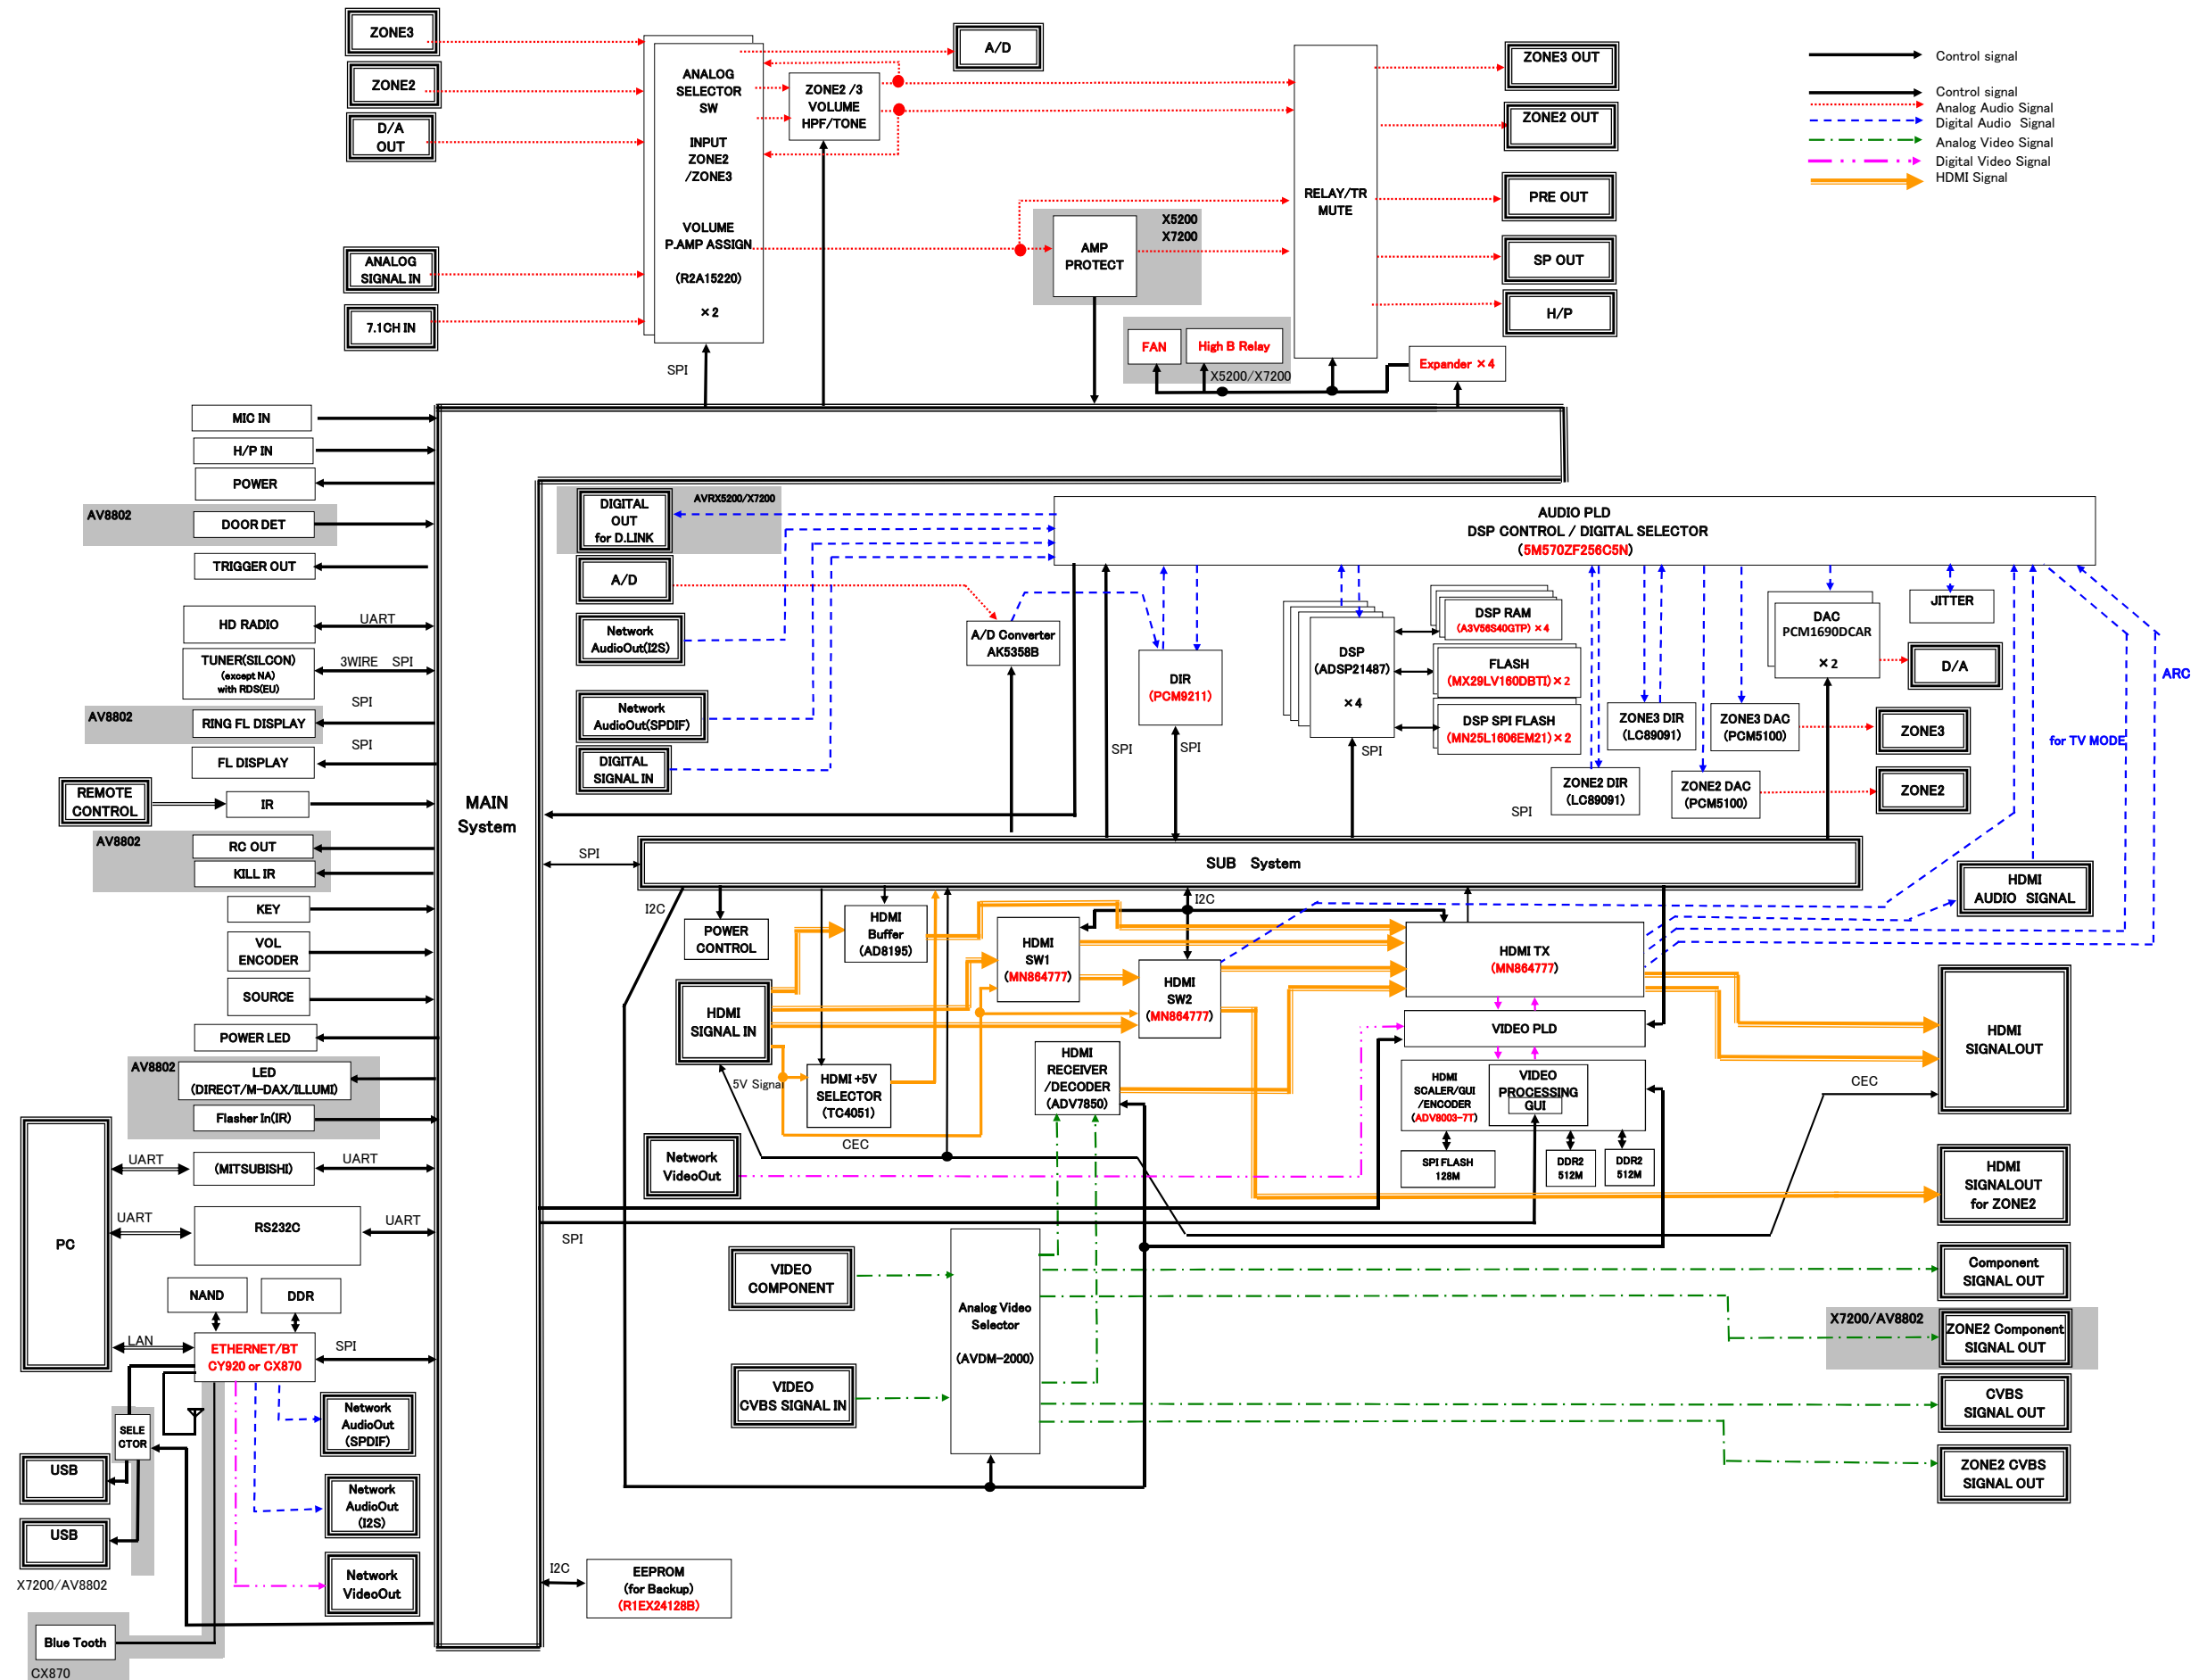 ZONE3
ZONE2
D/A
OUT
ANALOG
SIGNAL IN
7.1CH IN
ANALOG
SELECTOR
SW
INPUT
ZONE2
/ZONE3
VOLUME
P.AMP ASSIGN
(R2A15220)
×2
ZONE2 /3
VOLUME
HPF/TONE
A/D
X5200
X7200
AMP
PROTECT
RELAY/TR
MUTE
FAN
High B Relay
X5200/X7200
Expander ×4
ZONE3 OUT
ZONE2 OUT
PRE OUT
SP OUT
H/P
Control signal
Control signal
Analog Audio Signal
Digital Audio Signal
Analog Video Signal
Digital Video Signal
HDMI Signal
SPI
MIC IN
H/P IN
POWER
AV8802
DOOR DET
TRIGGER OUT
HD RADIO
UART
TUNER(SILCON)
(except NA)
with RDS(EU)
3WIRE SPI
SPI
AV8802
RING FL DISPLAY
SPI
FL DISPLAY
REMOTE
CONTROL
IR
AV8802
RC OUT
KILL IR
KEY
VOL
ENCODER
SOURCE
POWER LED
AV8802
LED
(DIRECT/M-DAX/ILLUMI)
Flasher In(IR)
PC
UART
(MITSUBISHI)
UART
UART
RS232C
UART
NAND
DDR
LAN
ETHERNET/BT
CY920 or CX870
SPI
SELE
CTOR
USB
USB
X7200/AV8802
Network
AudioOut
(SPDIF)
Network
AudioOut
(I2S)
Network
VideoOut
Blue Tooth
CX870
MAIN
System
AVRX5200/X7200
DIGITAL
OUT
for D.LINK
A/D
Network
AudioOut(I2S)
Network
AudioOut(SPDIF)
DIGITAL
SIGNAL IN
AUDIO PLD
DSP CONTROL / DIGITAL SELECTOR
(5M570ZF256C5N)
A/D Converter
AK5358B
SPI
DIR
(PCM9211)
SPI
DSP
(ADSP21487)
×4
SPI
DSP RAM
(A3V56S40GTP) ×4
FLASH
(MX29LV160DBTI)×2
DSP SPI FLASH
(MN25L1606EM21)×2
ZONE3 DIR
(LC89091)
ZONE2 DIR
(LC89091)
SPI
ZONE3 DAC
(PCM5100)
ZONE2 DAC
(PCM5100)
DAC
PCM1690DCAR
×2
JITTER
D/A
ZONE3
ZONE2
ARC
for TV MODE
SPI
SUB System
HDMI
AUDIO SIGNAL
I2C
POWER
CONTROL
HDMI
Buffer
(AD8195)
HDMI
SIGNAL IN
5V Signal
HDMI +5V
SELECTOR
(TC4051)
CEC
HDMI
SW1
(MN864777)
I2C
HDMI
SW2
(MN864777)
HDMI
RECEIVER
/DECODER
(ADV7850)
HDMI TX
(MN864777)
VIDEO PLD
HDMI
SCALER/GUI
/ENCODER
(ADV8003-7T)
VIDEO
PROCESSING
GUI
SPI FLASH
128M
DDR2
512M
DDR2
512M
Network
VideoOut
SPI
CEC
HDMI
SIGNALOUT
HDMI
SIGNALOUT
for ZONE2
VIDEO
COMPONENT
VIDEO
CVBS SIGNAL IN
Analog Video
Selector
(AVDM-2000)
Component
SIGNAL OUT
X7200/AV8802
ZONE2 Component
SIGNAL OUT
CVBS
SIGNAL OUT
ZONE2 CVBS
SIGNAL OUT
I2C
EEPROM
(for Backup)
(R1EX24128B)